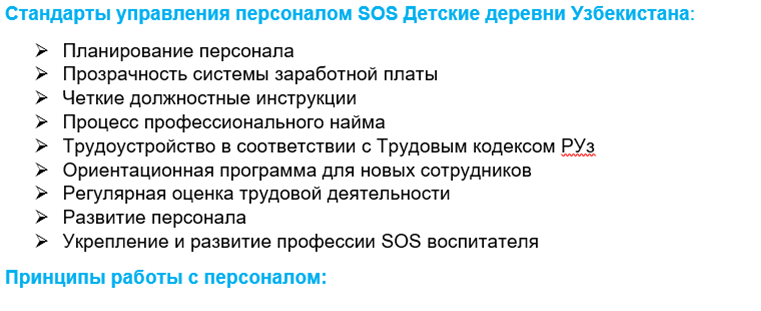 Стандарты управления персоналом SOS Детские деревни Узбекистана:
➢ Планирование персонала
➢ Прозрачность системы заработной платы
➢ Четкие должностные инструкции
➢ Процесс профессионального найма
➢ Трудоустройство в соответствии с Трудовым кодексом РУз
➢ Ориентационная программа для новых сотрудников
➢ Регулярная оценка трудовой деятельности
➢ Развитие персонала
➢ Укрепление и развитие профессии SOS воспитателя
Принципы работы с персоналом: